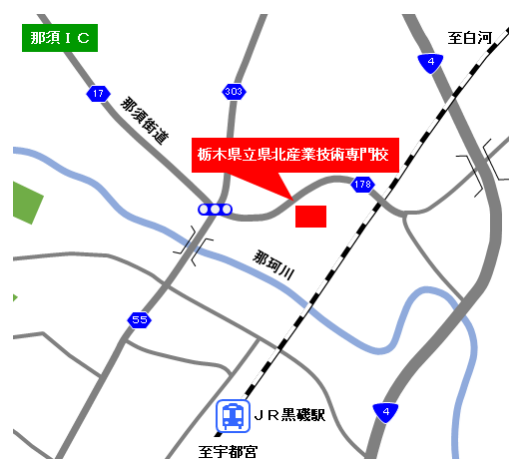 那須ＩＣ
至白河
4
17
303
那須街道
栃木県立県北産業技術専門校
178
那珂川
55
ＪＲ黒磯駅
4
至宇都宮